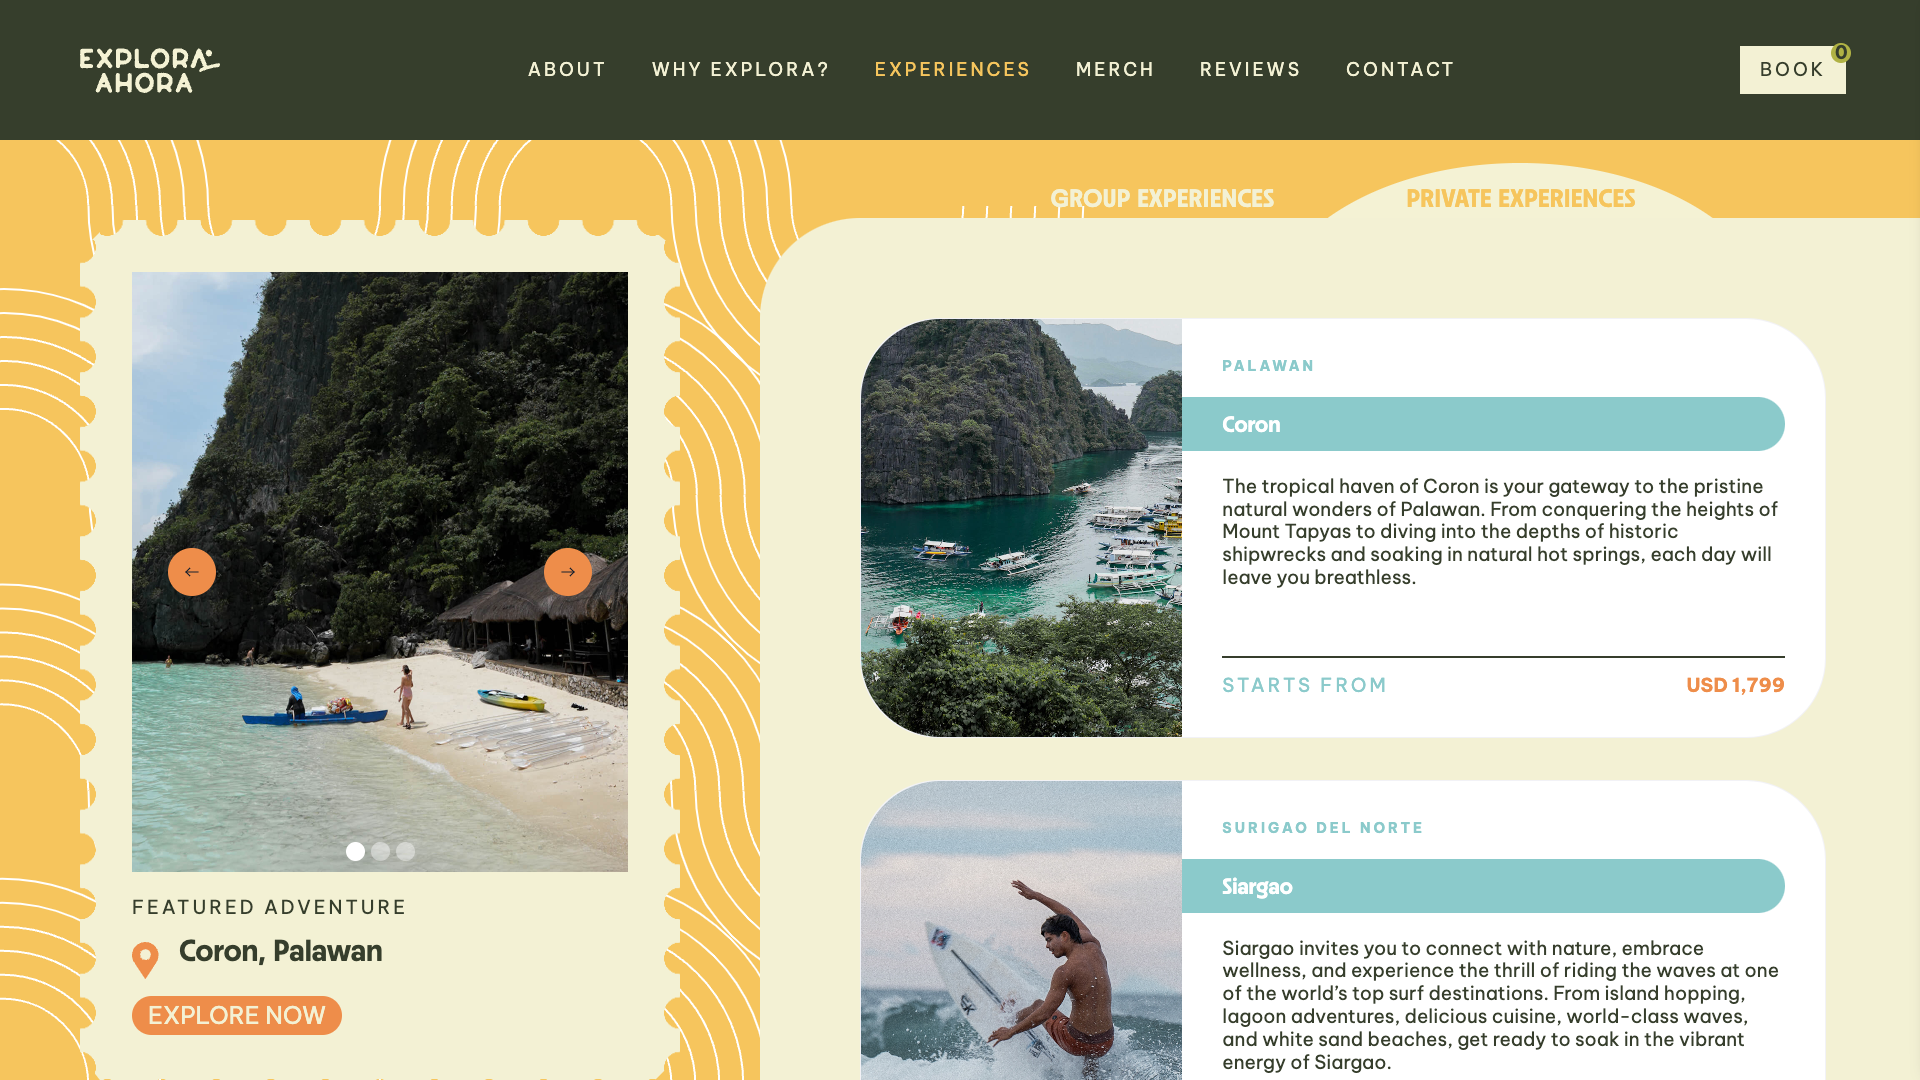 EXPLORA
AHORA
ABOUT
WHY EXPLORA?
EXPERIENCES
MERCH
REVIEWS
CONTACT
BOOK
0
GROUP EXPERIENCES
PRIVATE EXPERIENCES
FEATURED ADVENTURE
Coron, Palawan
EXPLORE NOW
PALAWAN
Coron
The tropical haven of Coron is your gateway to the pristine
natural wonders of Palawan. From conquering the heights of
Mount Tapyas to diving into the depths of historic
shipwrecks and soaking in natural hot springs, each day will
leave you breathless.
STARTS FROM
USD 1,799
SURIGAO DEL NORTE
Siargao
Siargao invites you to connect with nature, embrace
wellness, and experience the thrill of riding the waves at one
of the world’s top surf destinations. From island hopping,
lagoon adventures, delicious cuisine, world-class waves,
and white sand beaches, get ready to soak in the vibrant
energy of Siargao.